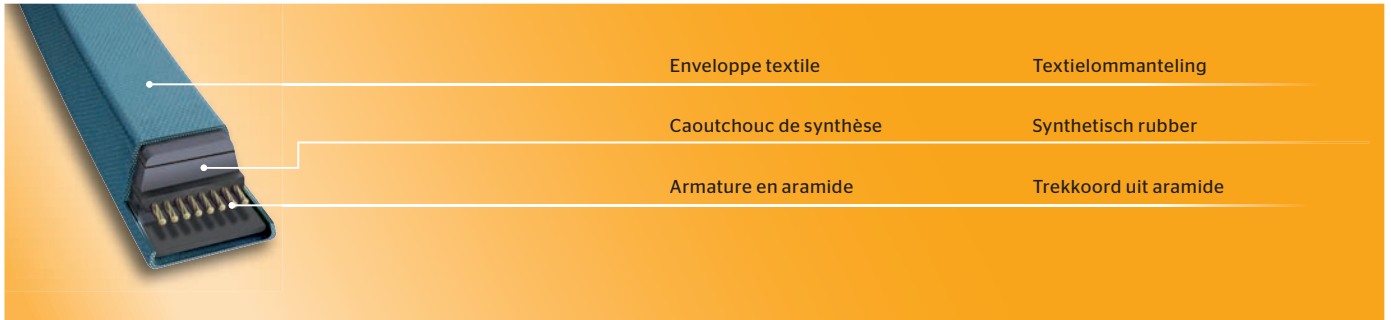 Enveloppe textile Textielommanteling
Caoutchouc de synthèse Synthetisch rubber
Armature en aramide Trekkoord uit aramide